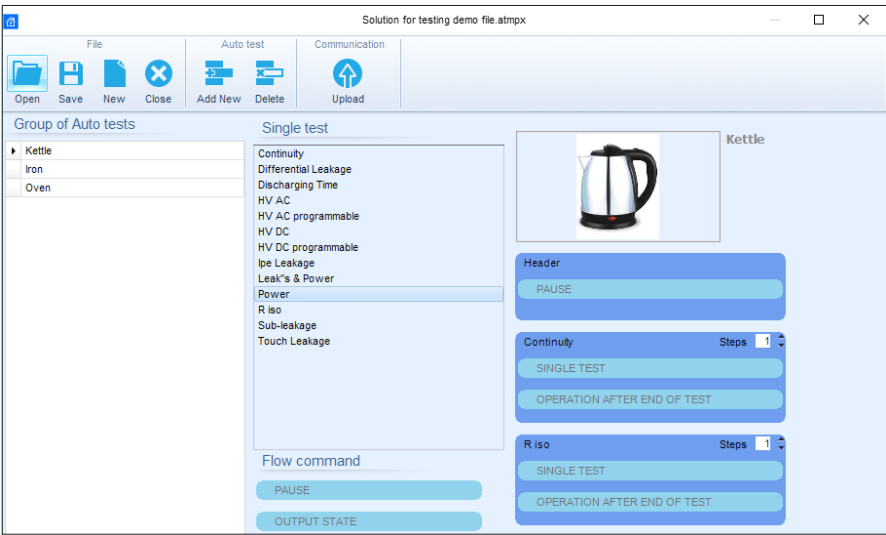 Solution for testing demo file.atmpx
File
Auto test
Communication
Open
Save
New
Close
Add New
Delete
Upload
Group of Auto tests
Kettle
Iron
Oven
Single test
Continuity
Differential Leakage
Discharging Time
HV AC
HV AC programmable
HV DC
HV DC programmable
Ipe Leakage
Leak"s & Power
Power
R iso
Sub-leakage
Touch Leakage
Flow command
PAUSE
OUTPUT STATE
Kettle
Header
PAUSE
Continuity Steps 1
SINGLE TEST
OPERATION AFTER END OF TEST
R iso Steps 1
SINGLE TEST
OPERATION AFTER END OF TEST